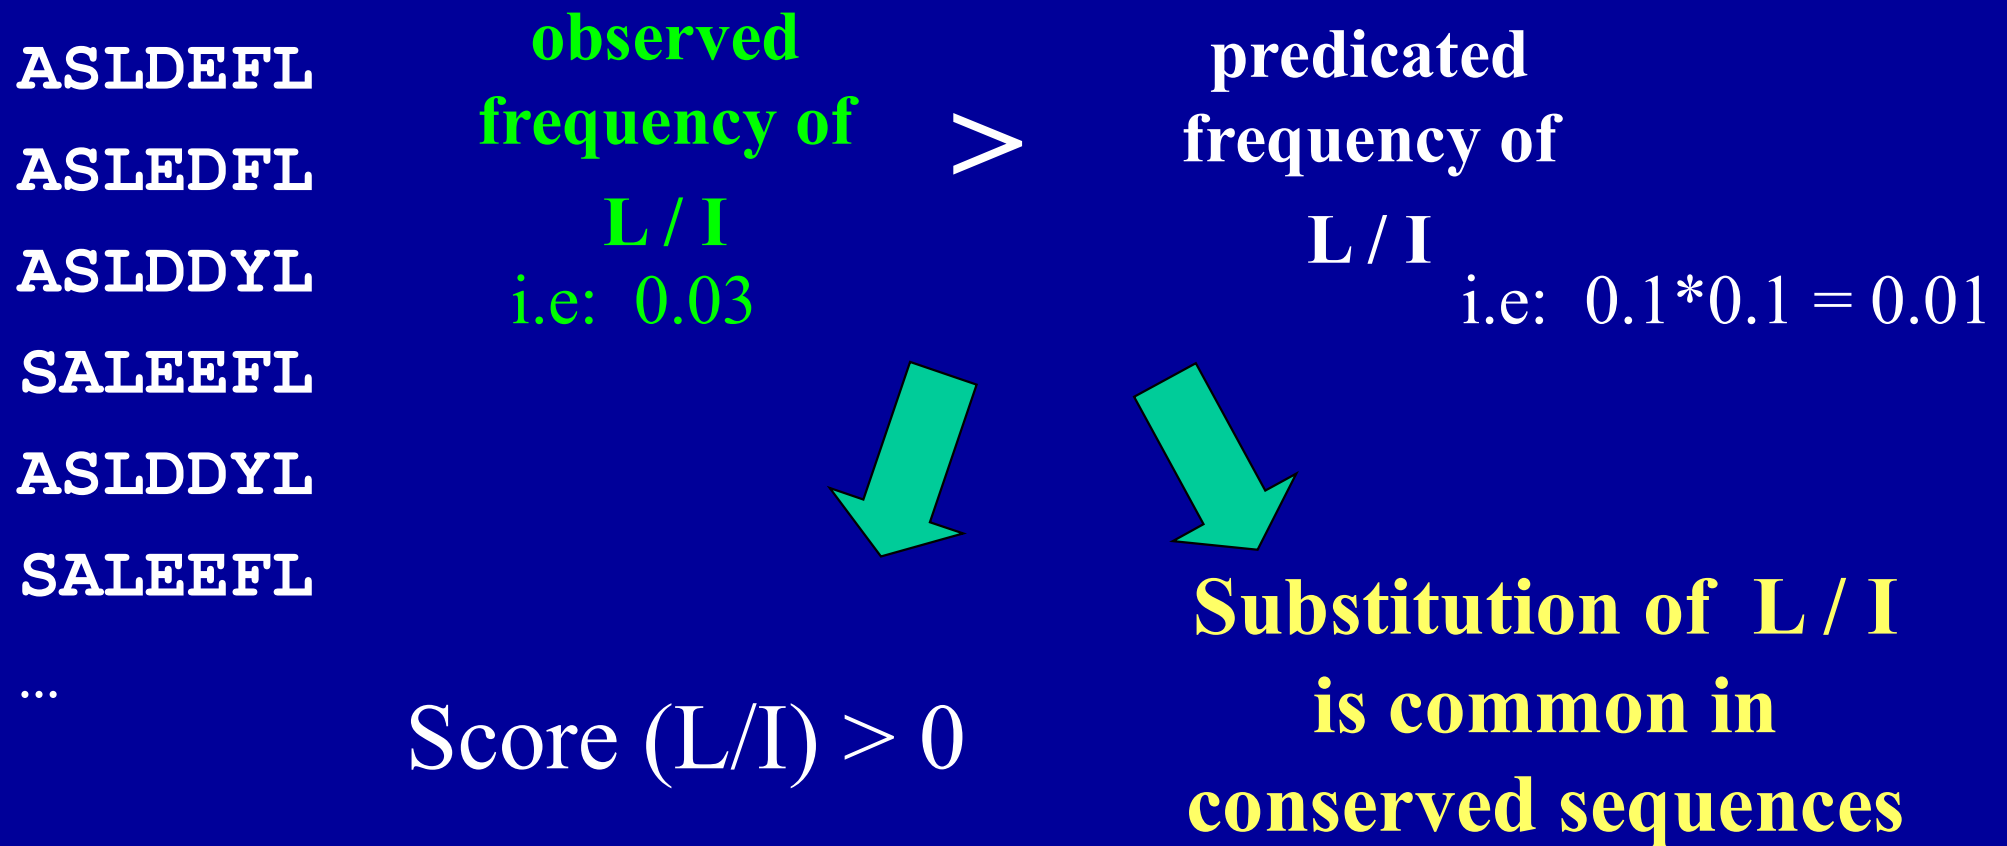 ASLDEFL
ASLEDFL
ASLDDYL
SALEEFL
ASLDDYL
SALEEFL
...
observed
frequency of
L / I
i.e: 0.03
>
predicated
frequency of
L / I
i.e: 0.1*0.1 = 0.01
Score (L/I) > 0
Substitution of L / I
is common in
conserved sequences